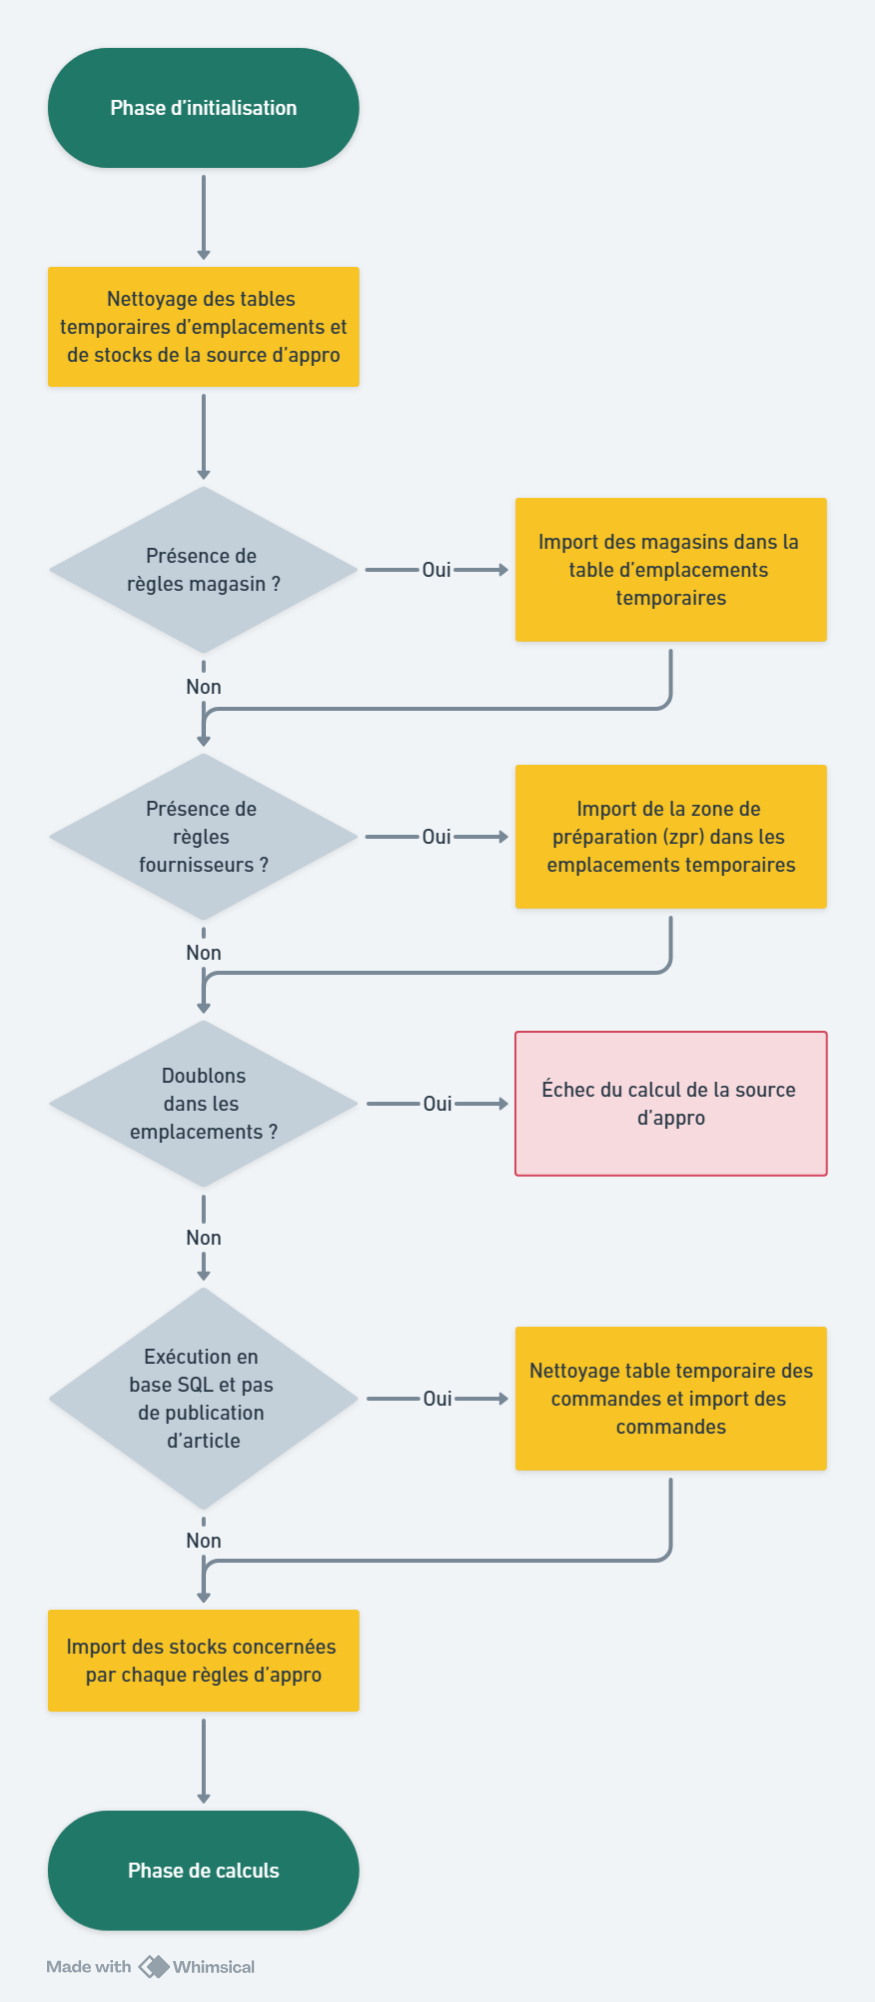 Phase d’initialisation
Nettoyage des tables
temporaires d’emplacements et
de stocks de la source d’appro
Présence de
règles magasin ?
Oui
Import des magasins dans la
table d’emplacements
temporaires
Non
Présence de
règles
fournisseurs ?
Oui
Import de la zone de
préparation (zpr) dans les
emplacements temporaires
Non
Doublons
dans les
emplacements ?
Oui
Échec du calcul de la source
d’appro
Non
Exécution en
base SQL et pas
de publication
d’article
Oui
Nettoyage table temporaire des
commandes et import des
commandes
Non
Import des stocks concernées
par chaque règles d’appro
Phase de calculs
Made with Whimsical